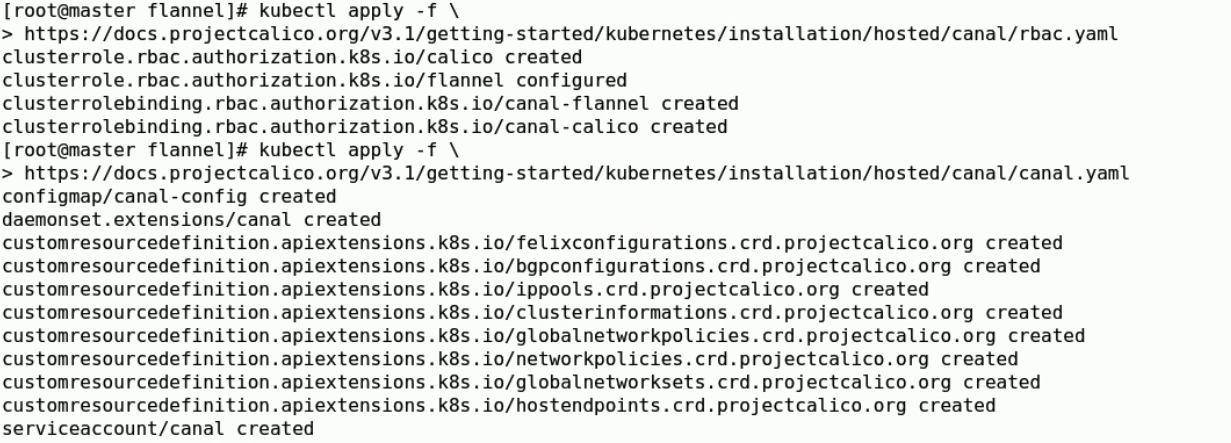 [root@master flannel]# kubectl apply -f \
> https://docs.projectcalico.org/v3.1/getting-started/kubernetes/installation/hosted/canal/rbac.yaml
clusterrole.rbac.authorization.k8s.io/calico created
clusterrole.rbac.authorization.k8s.io/flannel configured
clusterrolebinding.rbac.authorization.k8s.io/canal-flannel created
clusterrolebinding.rbac.authorization.k8s.io/canal-calico created
[root@master flannel]# kubectl apply -f \
> https://docs.projectcalico.org/v3.1/getting-started/kubernetes/installation/hosted/canal/canal.yaml
configmap/canal-config created
daemonset.extensions/canal created
customresourcedefinition.apiextensions.k8s.io/felixconfigurations.crd.projectcalico.org created
customresourcedefinition.apiextensions.k8s.io/bgpconfigurations.crd.projectcalico.org created
customresourcedefinition.apiextensions.k8s.io/ippools.crd.projectcalico.org created
customresourcedefinition.apiextensions.k8s.io/clusterinformations.crd.projectcalico.org created
customresourcedefinition.apiextensions.k8s.io/globalnetworkpolicies.crd.projectcalico.org created
customresourcedefinition.apiextensions.k8s.io/networkpolicies.crd.projectcalico.org created
customresourcedefinition.apiextensions.k8s.io/globalnetworksets.crd.projectcalico.org created
customresourcedefinition.apiextensions.k8s.io/hostendpoints.crd.projectcalico.org created
serviceaccount/canal created